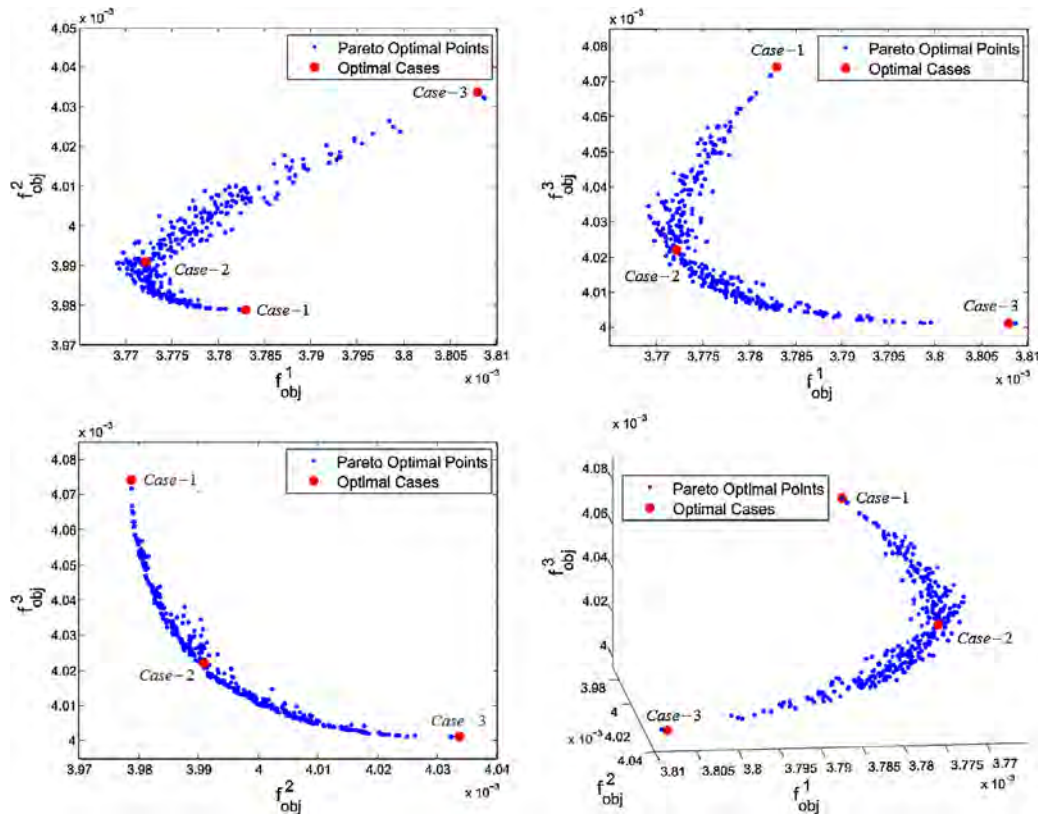 x 10⁻³
4.05
4.04
4.03
4.02
4.01
4
3.99
3.98
3.97
f²obj
Pareto Optimal Points
Optimal Cases
Case-3
Case-2
Case-1
3.77 3.775 3.78 3.785 3.79 3.795 3.8 3.805 3.81
f¹obj
x 10⁻³
x 10⁻³
4.08
4.07
4.06
4.05
4.04
4.03
4.02
4.01
4
f³obj
Case-1
Pareto Optimal Points
Optimal Cases
Case-2
Case-3
3.77 3.775 3.78 3.785 3.79 3.795 3.8 3.805 3.81
f¹obj
x 10⁻³
x 10⁻³
4.08
4.07
4.06
4.05
4.04
4.03
4.02
4.01
4
f³obj
Case-1
Pareto Optimal Points
Optimal Cases
Case-2
Case-3
3.97 3.98 3.99 4 4.01 4.02 4.03 4.04
f²obj
x 10⁻³
x 10⁻³
4.08
4.06
4.04
4.02
4
f³obj
Pareto Optimal Points
Optimal Cases
Case-1
Case-2
Case-3
3.98
4
4.02
4.04
x 10⁻³
f²obj
3.81 3.805 3.8 3.795 3.79 3.785 3.78 3.775 3.77
f¹obj
x 10⁻³